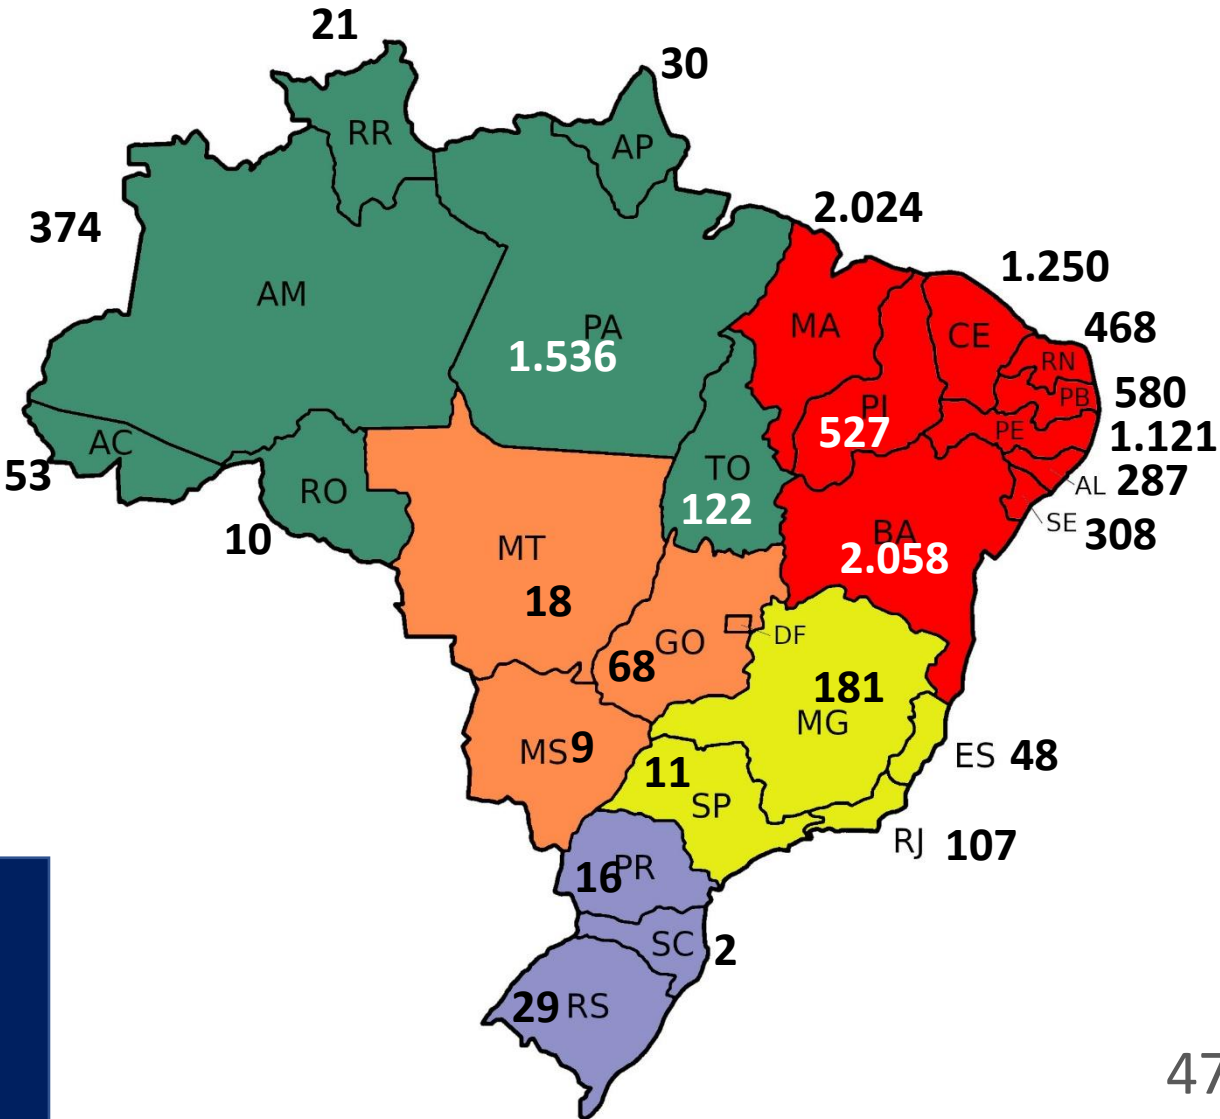 21
30
RR
AP
2.024
374
1.250
AM
PA
1.536
MA
CE
468
RN
PI
527
PB
580
PE
1.121
AC
53
TO
122
AL
287
RO
10
SE
308
BA
2.058
MT
18
DF
GO
68
181
MG
MS
9
ES
48
11
SP
RJ
107
PR
16
SC
2
29
RS
47